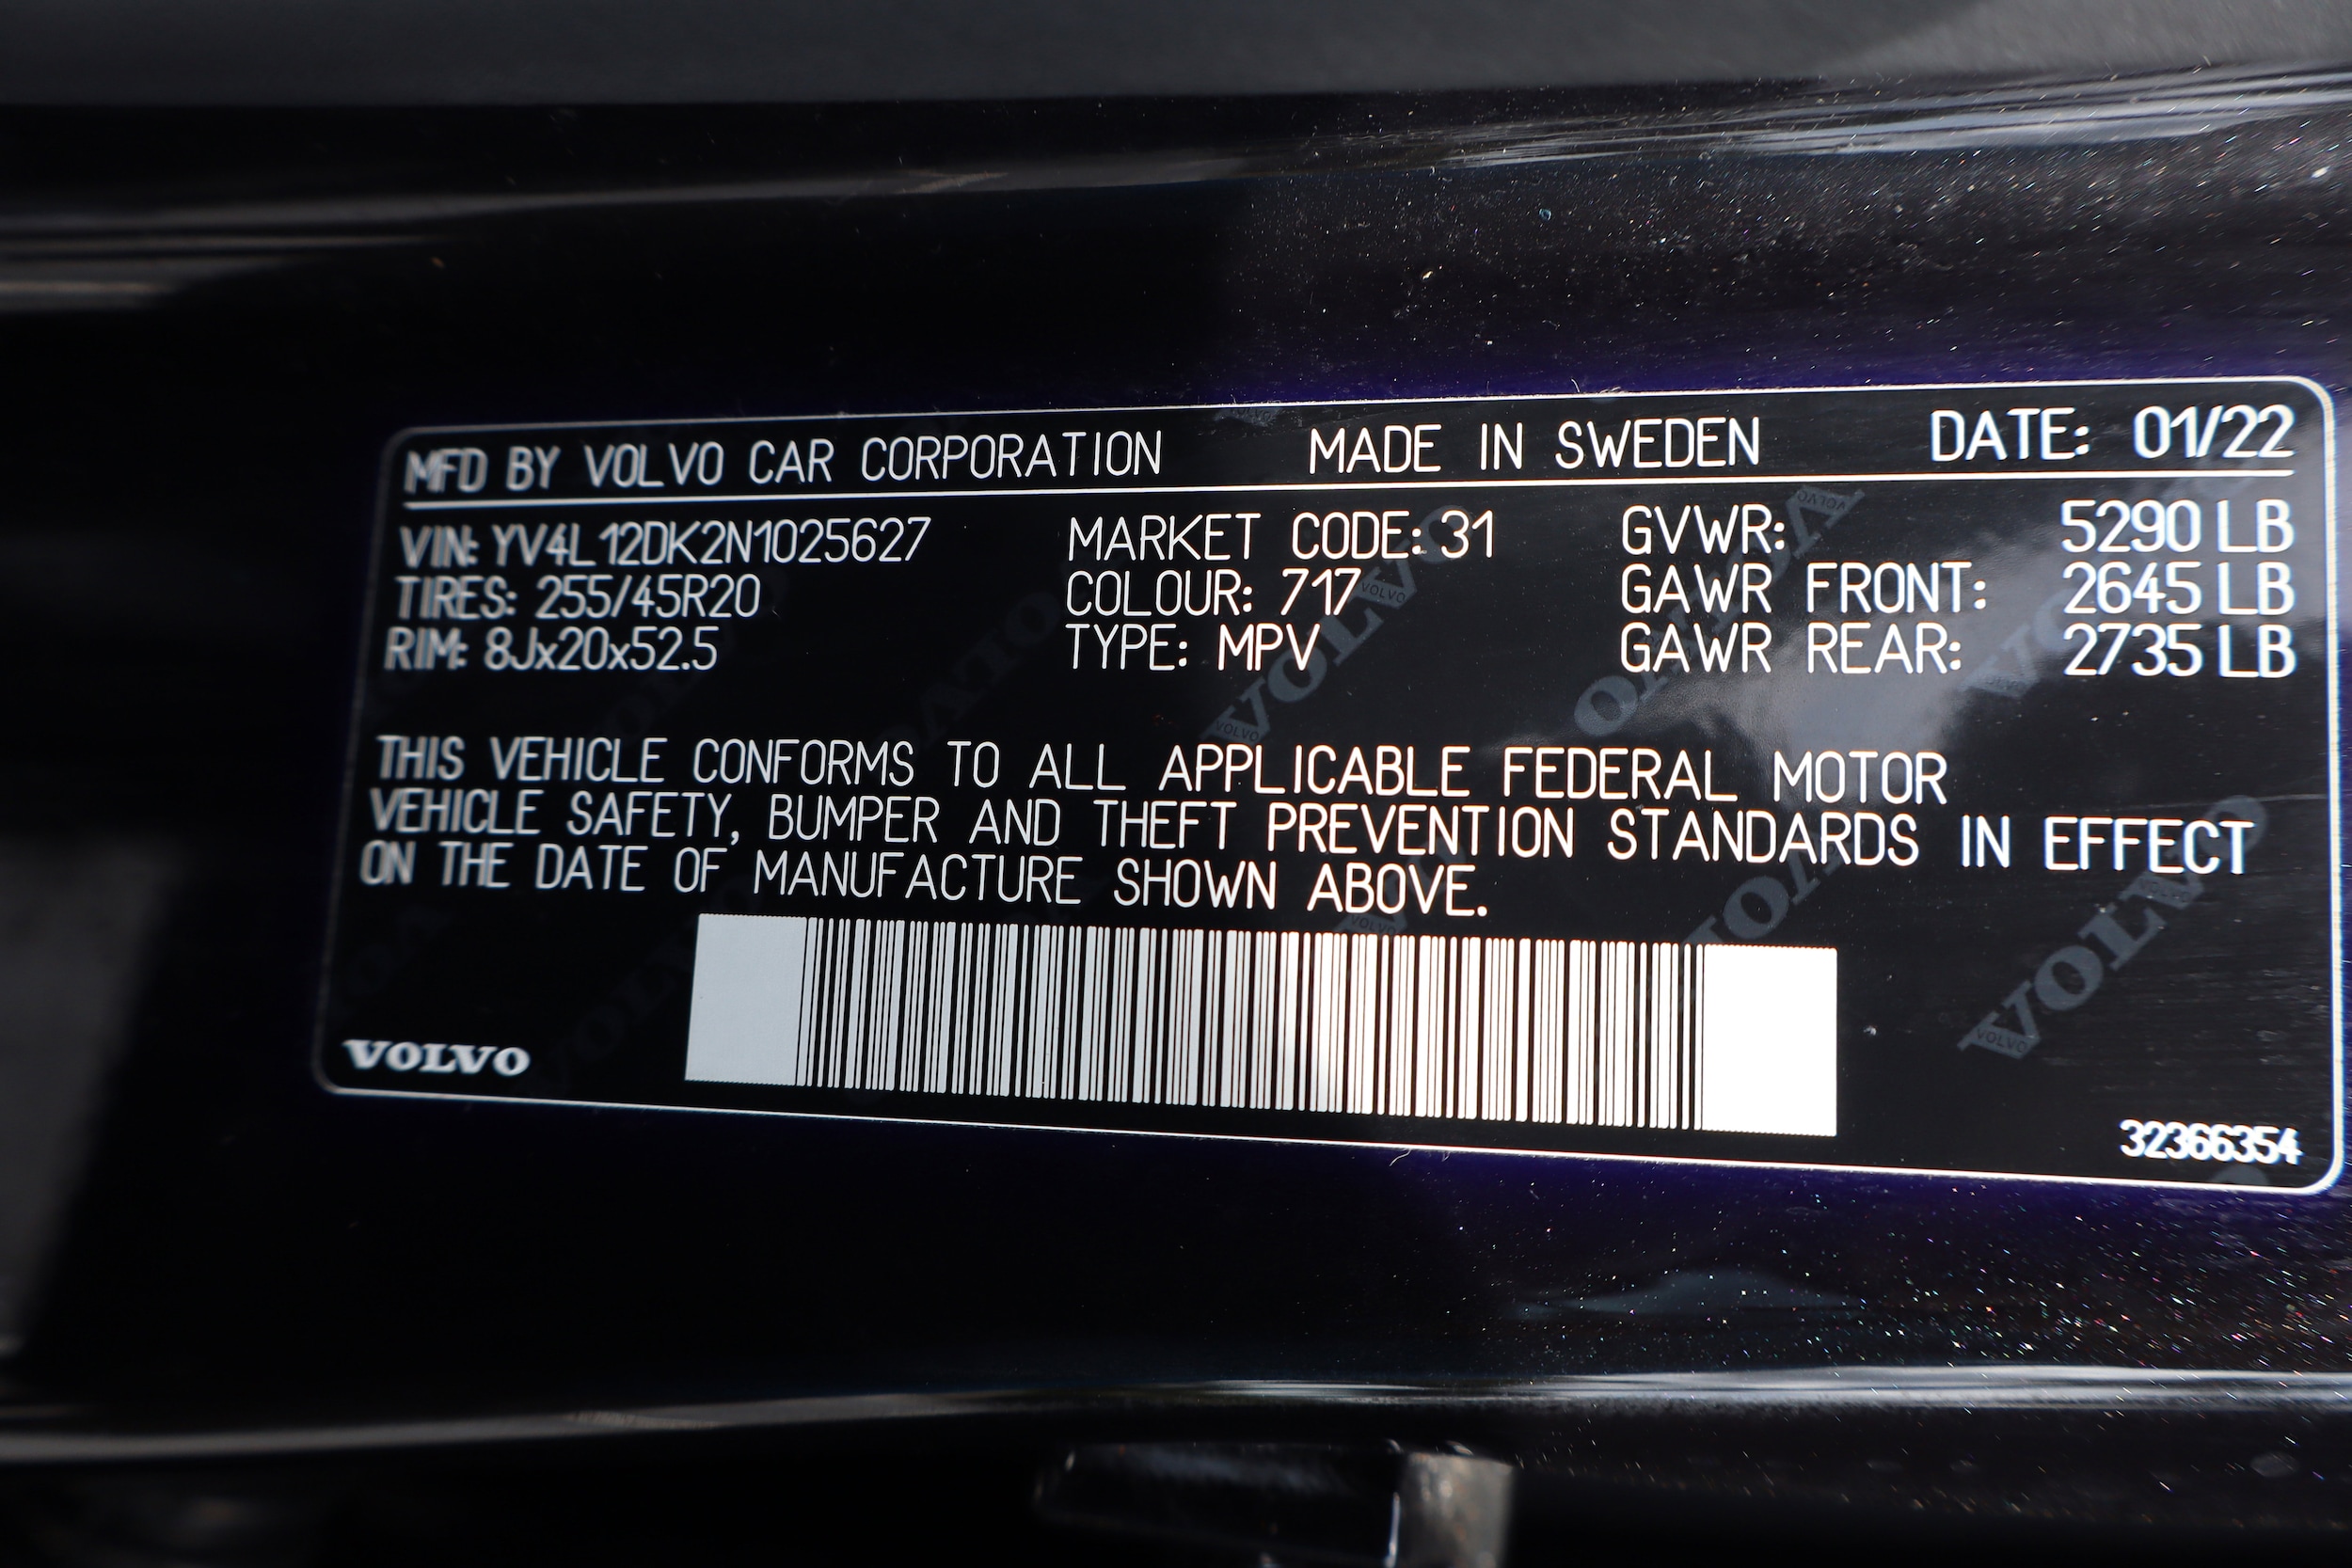 MFD BY VOLVO CAR CORPORATION MADE IN SWEDEN DATE: 01/22
VIN: YV4L12DK2N1025627 MARKET CODE: 31 GVWR: 5290 LB
TIRES: 255/45R20 COLOUR: 717 GAWR FRONT: 2645 LB
RIM: 8Jx20x52.5 TYPE: MPV GAWR REAR: 2735 LB
THIS VEHICLE CONFORMS TO ALL APPLICABLE FEDERAL MOTOR
VEHICLE SAFETY, BUMPER AND THEFT PREVENTION STANDARDS IN EFFECT
ON THE DATE OF MANUFACTURE SHOWN ABOVE.
VOLVO
32366354